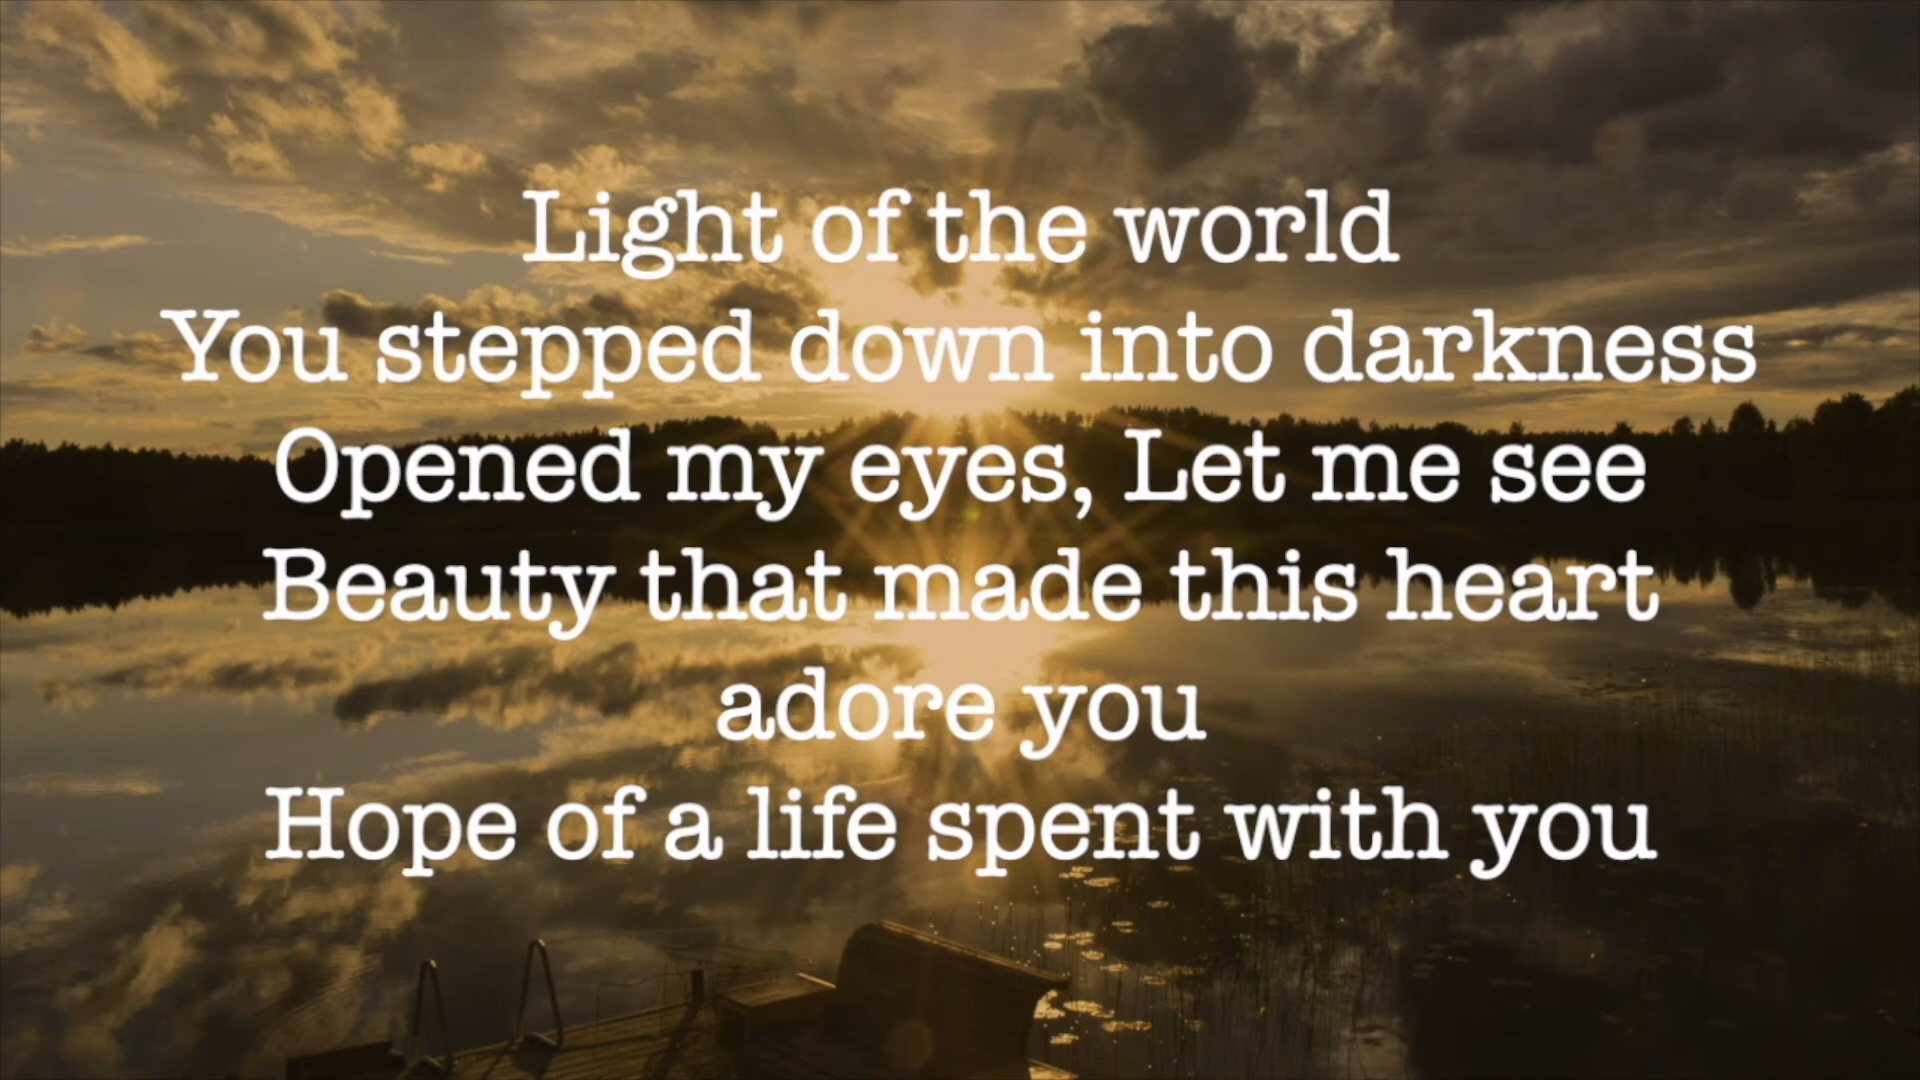 Light of the world
You stepped down into darkness
Opened my eyes, Let me see
Beauty that made this heart
adore you
Hope of a life spent with you